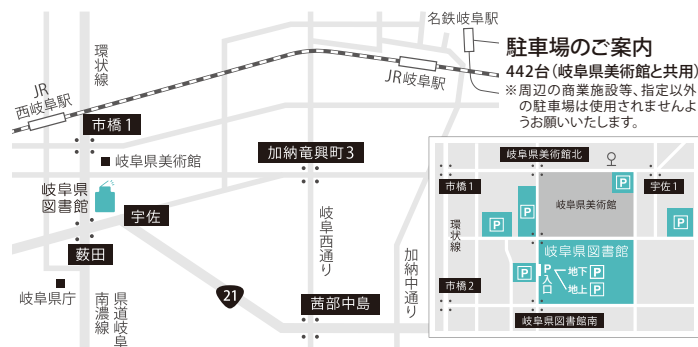 名鉄岐阜駅
駐車場のご案内
442台(岐阜県美術館と共用)
※周辺の商業施設等、指定以外
の駐車場は使用されませんよ
うお願いいたします。
環状線
JR
西岐阜駅
JR岐阜駅
市橋1
岐阜県美術館
加納竜興町3
岐阜県
図書館
宇佐
薮田
岐阜県庁
県道岐阜
南濃線
21
岐阜西通り
茜部中島
加納中通り
岐阜県美術館北
P
市橋1
宇佐1
P
岐阜県美術館
P
P
環状線
岐阜県図書館
P
P入口
地下P
地上P
市橋2
岐阜県図書館南